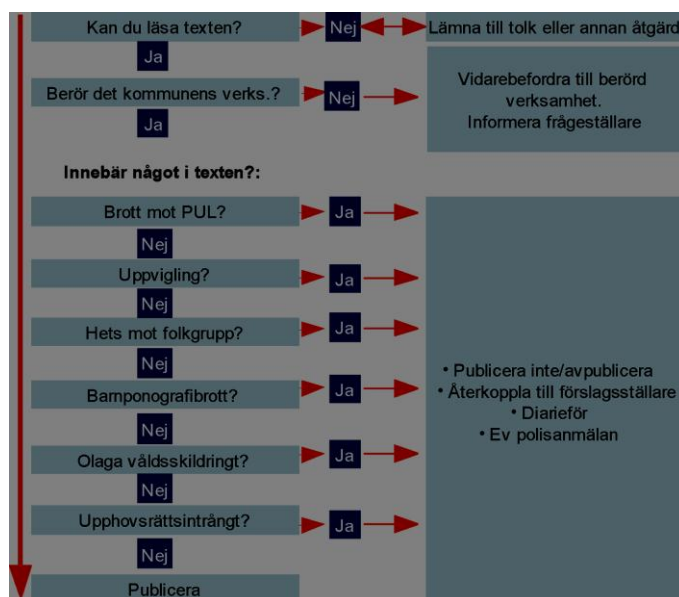 Kan du läsa texten?
Nej
Lämna till tolk eller annan åtgärd
Ja
Berör det kommunens verks.?
Nej
Vidarebefordra till berörd
verksamhet.
Informera frågeställare
Ja
Innebär något i texten?:
Brott mot PUL?
Ja
Nej
Uppvigling?
Ja
Nej
Hets mot folkgrupp?
Ja
Nej
Barnponografibrott?
Ja
Nej
Olaga våldsskildringt?
Ja
Nej
Upphovsrättsintrångt?
Ja
Nej
Publicera
• Publicera inte/avpublicera
• Återkoppla till förslagsställare
• Diarieför
• Ev polisanmälan